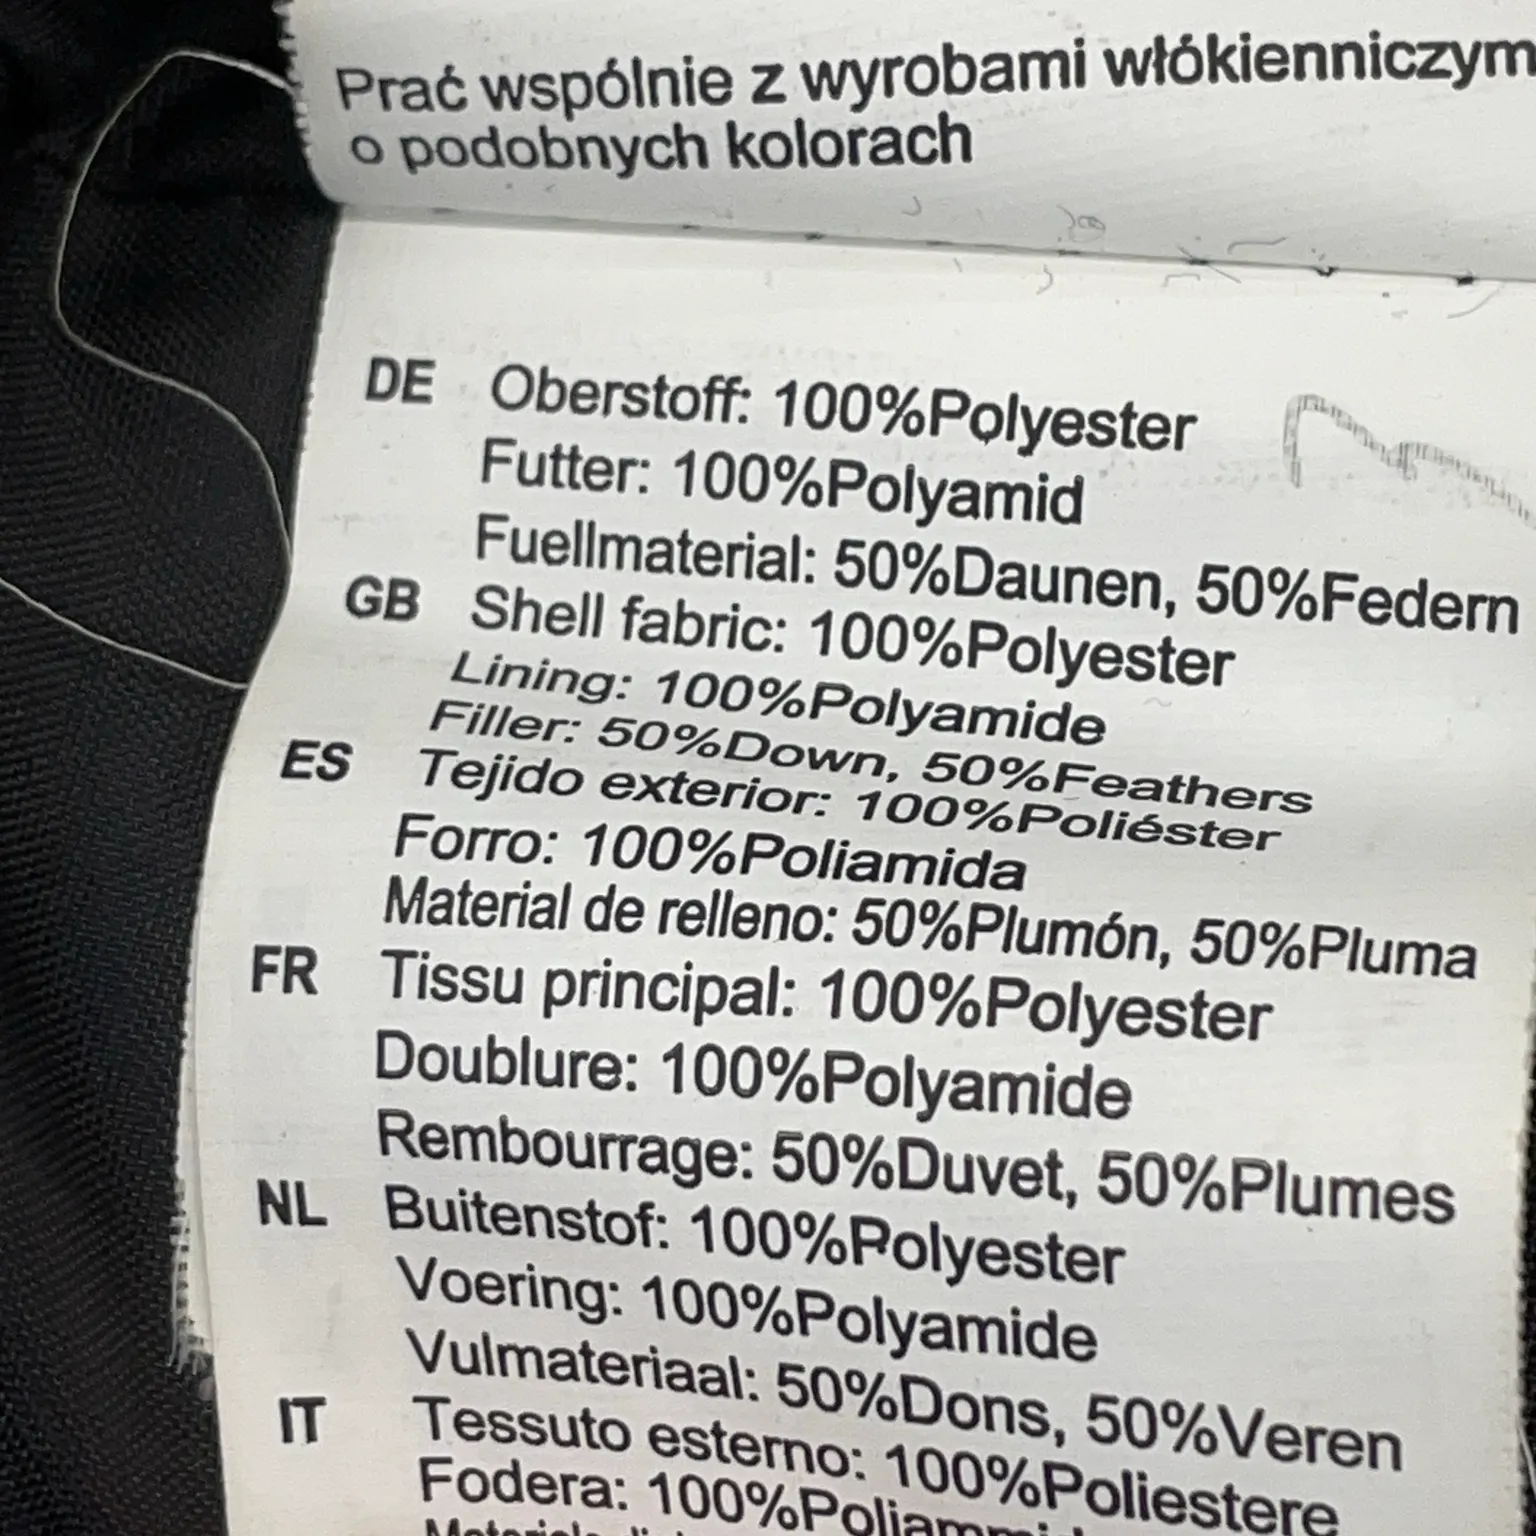 Prać wspólnie z wyrobami włókienniczym
o podobnych kolorach
DE Oberstoff: 100%Polyester
Futter: 100%Polyamid
Fuellmaterial: 50%Daunen, 50%Federn
GB Shell fabric: 100%Polyester
Lining: 100%Polyamide
Filler: 50%Down, 50%Feathers
ES Tejido exterior: 100%Poliéster
Forro: 100%Poliamida
Material de relleno: 50%Plumón, 50%Pluma
FR Tissu principal: 100%Polyester
Doublure: 100%Polyamide
Rembourrage: 50%Duvet, 50%Plumes
NL Buitenstof: 100%Polyester
Voering: 100%Polyamide
Vulmateriaal: 50%Dons, 50%Veren
IT Tessuto esterno: 100%Poliestere
Fodera: